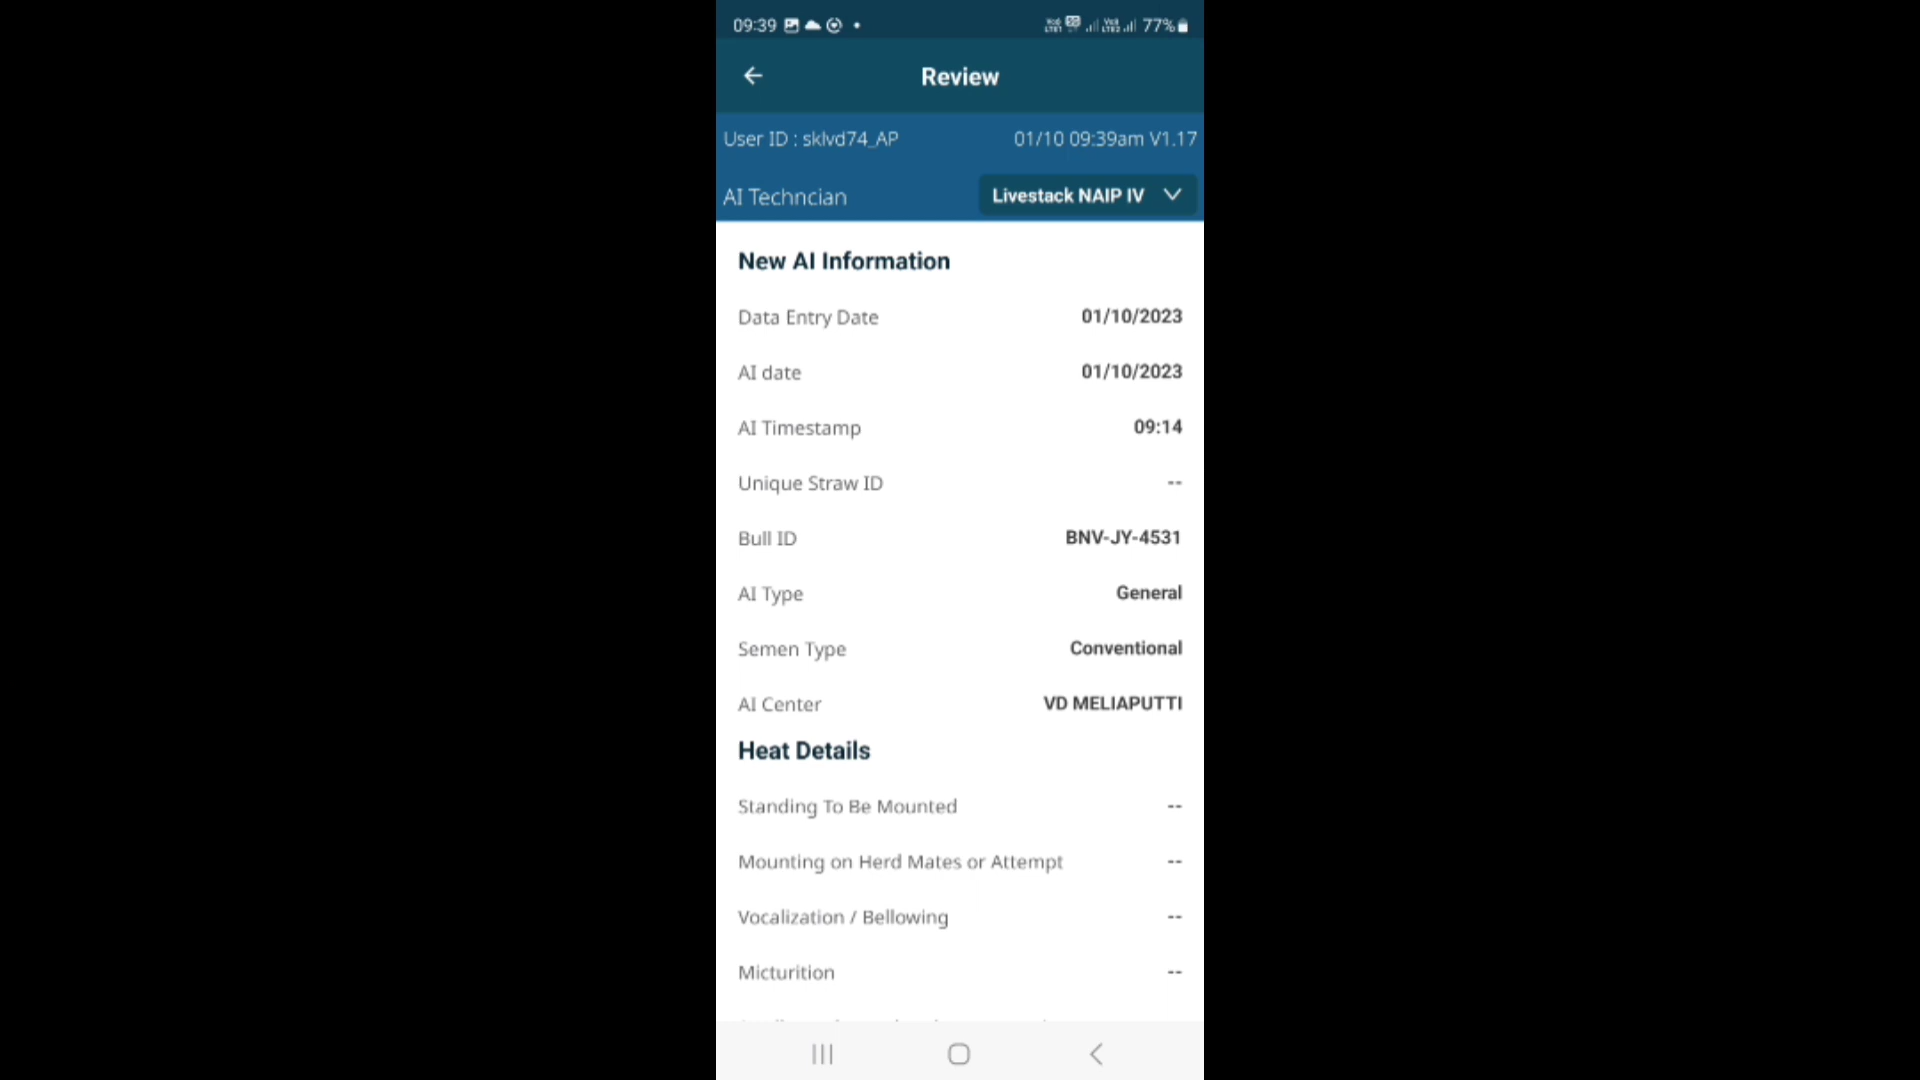 09:39 77%
Review
User ID : sklvd74_AP 01/10 09:39am V1.17
AI Techncian Livestack NAIP IV
New AI Information
Data Entry Date 01/10/2023
AI date 01/10/2023
AI Timestamp 09:14
Unique Straw ID --
Bull ID BNV-JY-4531
AI Type General
Semen Type Conventional
AI Center VD MELIAPUTTI
Heat Details
Standing To Be Mounted --
Mounting on Herd Mates or Attempt --
Vocalization / Bellowing --
Micturition --